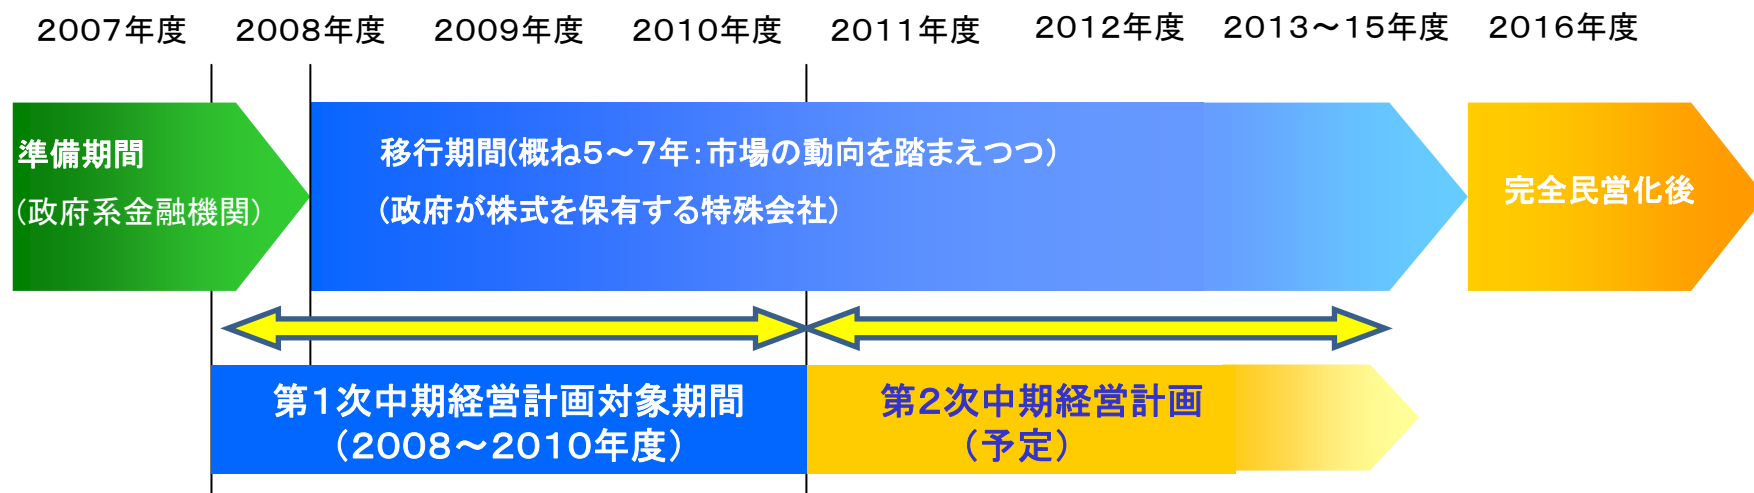 2007年度 2008年度 2009年度 2010年度 2011年度 2012年度 2013～15年度 2016年度
準備期間
(政府系金融機関)
移行期間(概ね5～7年:市場の動向を踏まえつつ)
(政府が株式を保有する特殊会社)
完全民営化後
第1次中期経営計画対象期間
(2008～2010年度)
第2次中期経営計画
(予定)